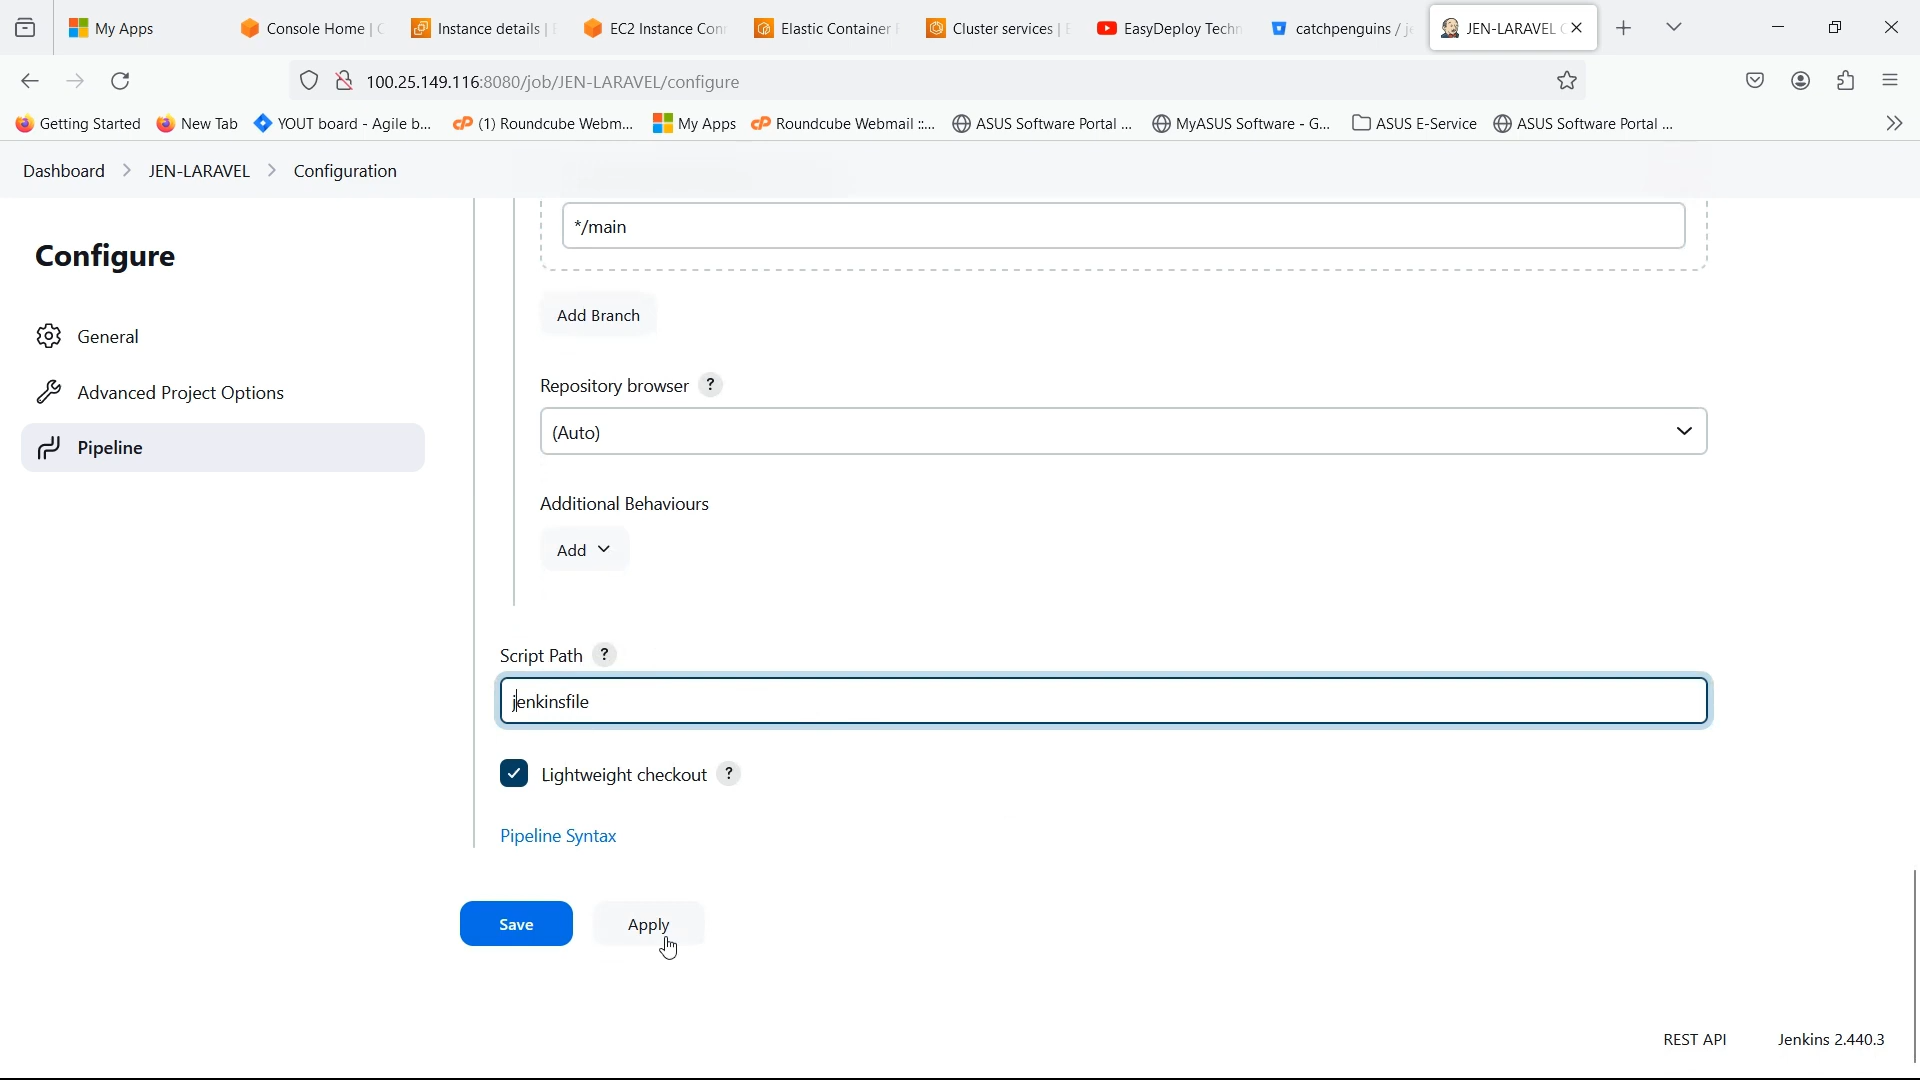 My Apps
Console Home | C
Instance details | E
EC2 Instance Con
Elastic Container F
Cluster services | E
EasyDeploy Techn
catchpenguins / je
JEN-LARAVEL C
100.25.149.116:8080/job/JEN-LARAVEL/configure
Getting Started
New Tab
YOUT board - Agile b...
(1) Roundcube Webm...
My Apps
Roundcube Webmail ::...
ASUS Software Portal ...
MyASUS Software - G...
ASUS E-Service
ASUS Software Portal ...
Dashboard > JEN-LARAVEL > Configuration
Configure
General
Advanced Project Options
Pipeline
*/main
Add Branch
Repository browser ?
(Auto)
Additional Behaviours
Add
Script Path ?
jenkinsfile
Lightweight checkout ?
Pipeline Syntax
Save
Apply
REST API
Jenkins 2.440.3